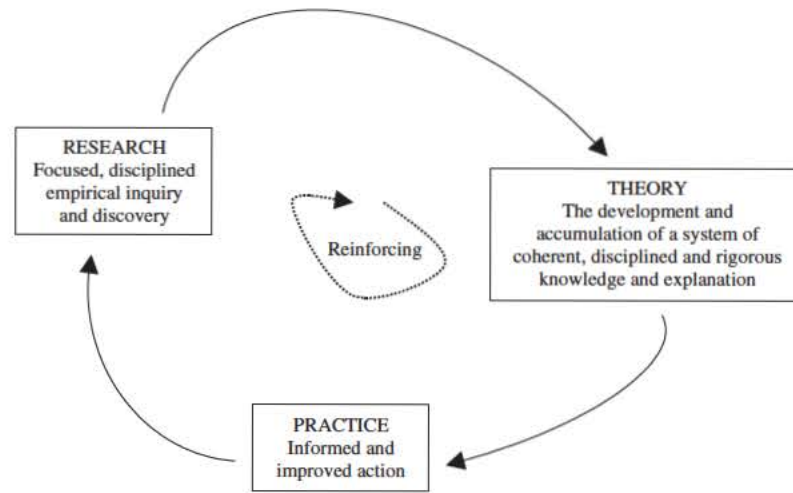 RESEARCH
Focused, disciplined
empirical inquiry
and discovery
THEORY
The development and
accumulation of a system of
coherent, disciplined and rigorous
knowledge and explanation
Reinforcing
PRACTICE
Informed and
improved action